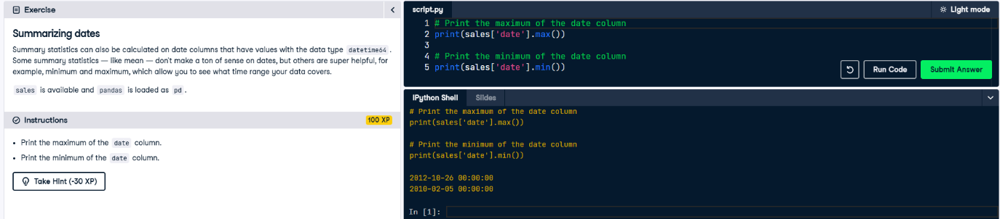 Exercise
Summarizing dates
Summary statistics can also be calculated on date columns that have values with the data type datetime64 .
Some summary statistics — like mean — don't make a ton of sense on dates, but others are super helpful, for
example, minimum and maximum, which allow you to see what time range your data covers.
sales is available and pandas is loaded as pd .
Instructions
100 XP
Print the maximum of the date column.
Print the minimum of the date column.
Take Hint (-30 XP)
script.py
Light mode
1 # Print the maximum of the date column
2 print(sales['date'].max())
3
4 # Print the minimum of the date column
5 print(sales['date'].min())
Run Code
Submit Answer
IPython Shell
Slides
# Print the maximum of the date column
print(sales['date'].max())
# Print the minimum of the date column
print(sales['date'].min())
2012-10-26 00:00:00
2010-02-05 00:00:00
In [1]: